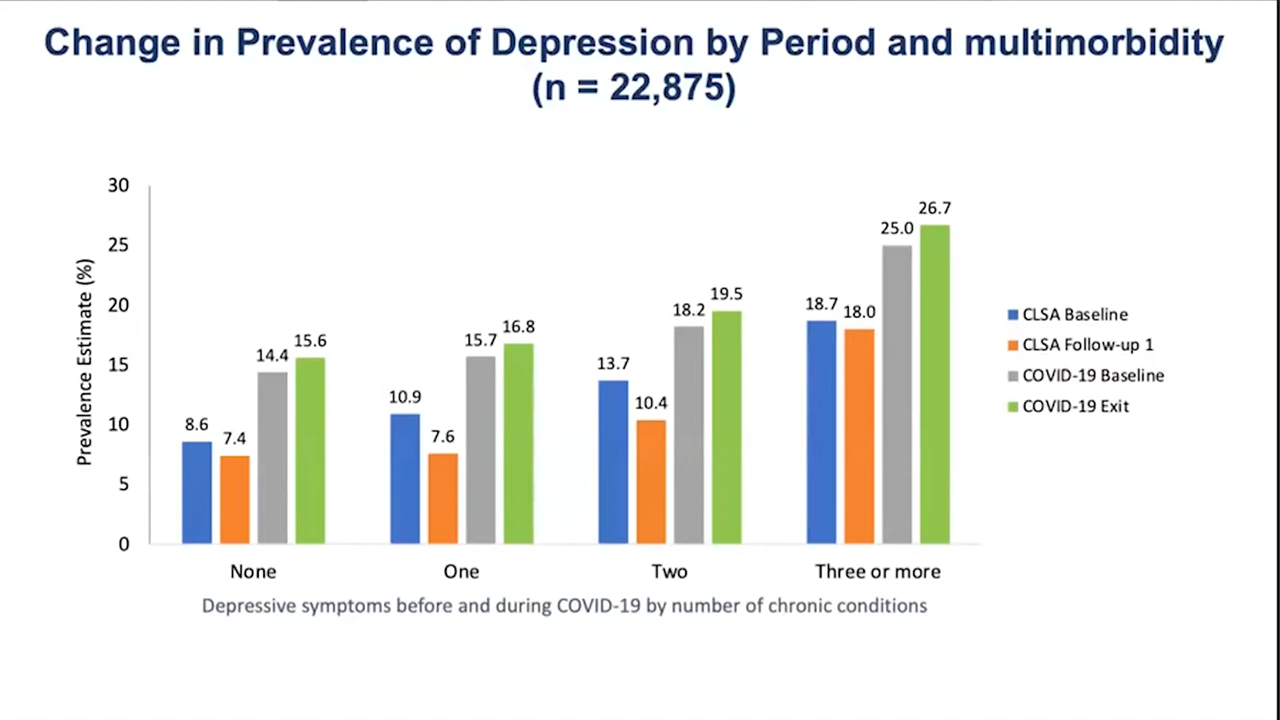 Change in Prevalence of Depression by Period and multimorbidity
(n = 22,875)
Prevalence Estimate (%)
30
25
20
15
10
5
0
8.6
7.4
14.4
15.6
10.9
7.6
15.7
16.8
13.7
10.4
18.2
19.5
18.7
18.0
25.0
26.7
None
One
Two
Three or more
Depressive symptoms before and during COVID-19 by number of chronic conditions
CLSA Baseline
CLSA Follow-up 1
COVID-19 Baseline
COVID-19 Exit